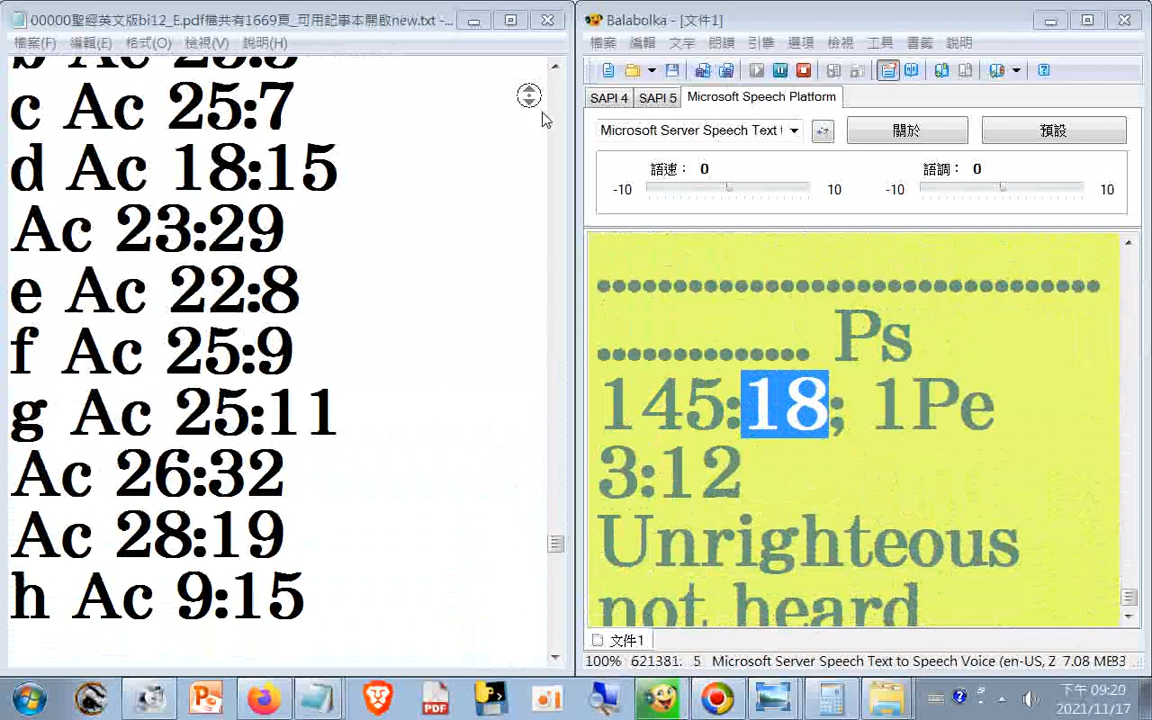 00000聖經英文版bi12_E.pdf檔共有1669頁_可用記事本開啟new.txt -...
檔案(F) 編輯(E) 格式(O) 檢視(V) 說明(H)
b Ac 25:3
c Ac 25:7
d Ac 18:15
Ac 23:29
e Ac 22:8
f Ac 25:9
g Ac 25:11
Ac 26:32
Ac 28:19
h Ac 9:15
Balabolka - [文件1]
檔案 編輯 文字 朗讀 引擎 選項 檢視 工具 書籤 說明
SAPI 4 SAPI 5 Microsoft Speech Platform
Microsoft Server Speech Text t 關於 預設
語速： 0 語調： 0
-10 10 -10 10
.................................
.............. Ps
145:18; 1Pe
3:12
Unrighteous
not heard
文件1
100% 621381: 5 Microsoft Server Speech Text to Speech Voice (en-US, Z 7.08 MB
下午 09:20
2021/11/17